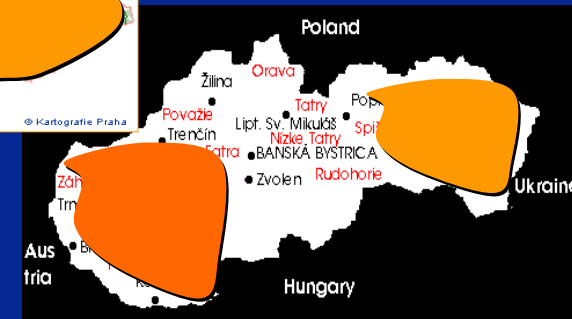 Poland
Orava
Žilina
Tatry
Považie
Lipt. Sv. Mikuláš
© Kartografie Praha
Trenčín
Nízke Tatry
BANSKÁ BYSTRICA
Zvolen
Rudohorie
Ukraine
Aus
tria
Hungary